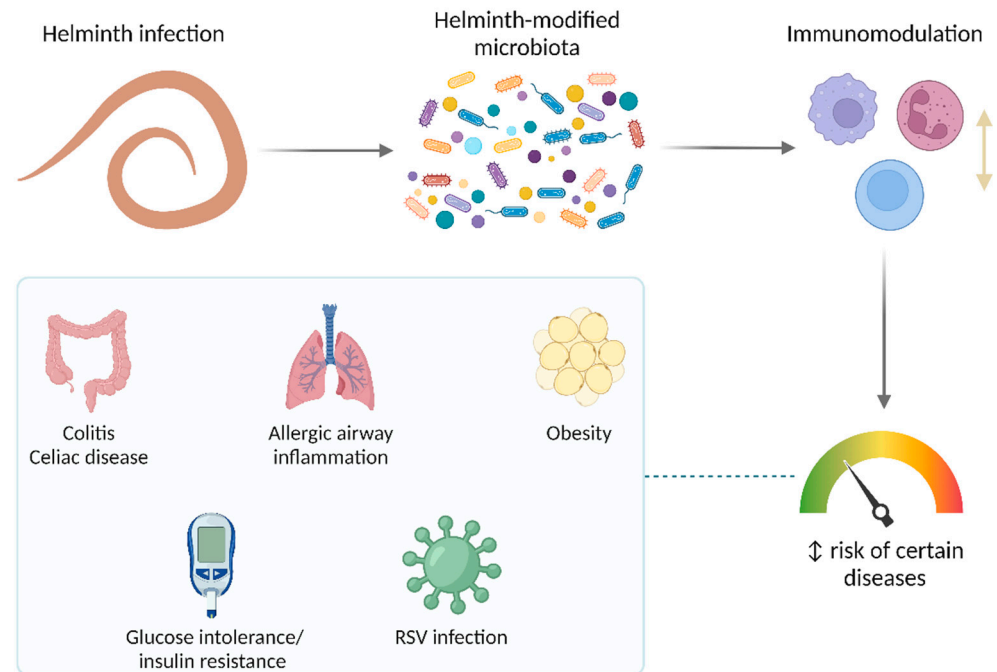 Helminth infection
Helminth-modified
microbiota
Immunomodulation
Colitis
Celiac disease
Allergic airway
inflammation
Obesity
Glucose intolerance/
insulin resistance
RSV infection
↕ risk of certain
diseases